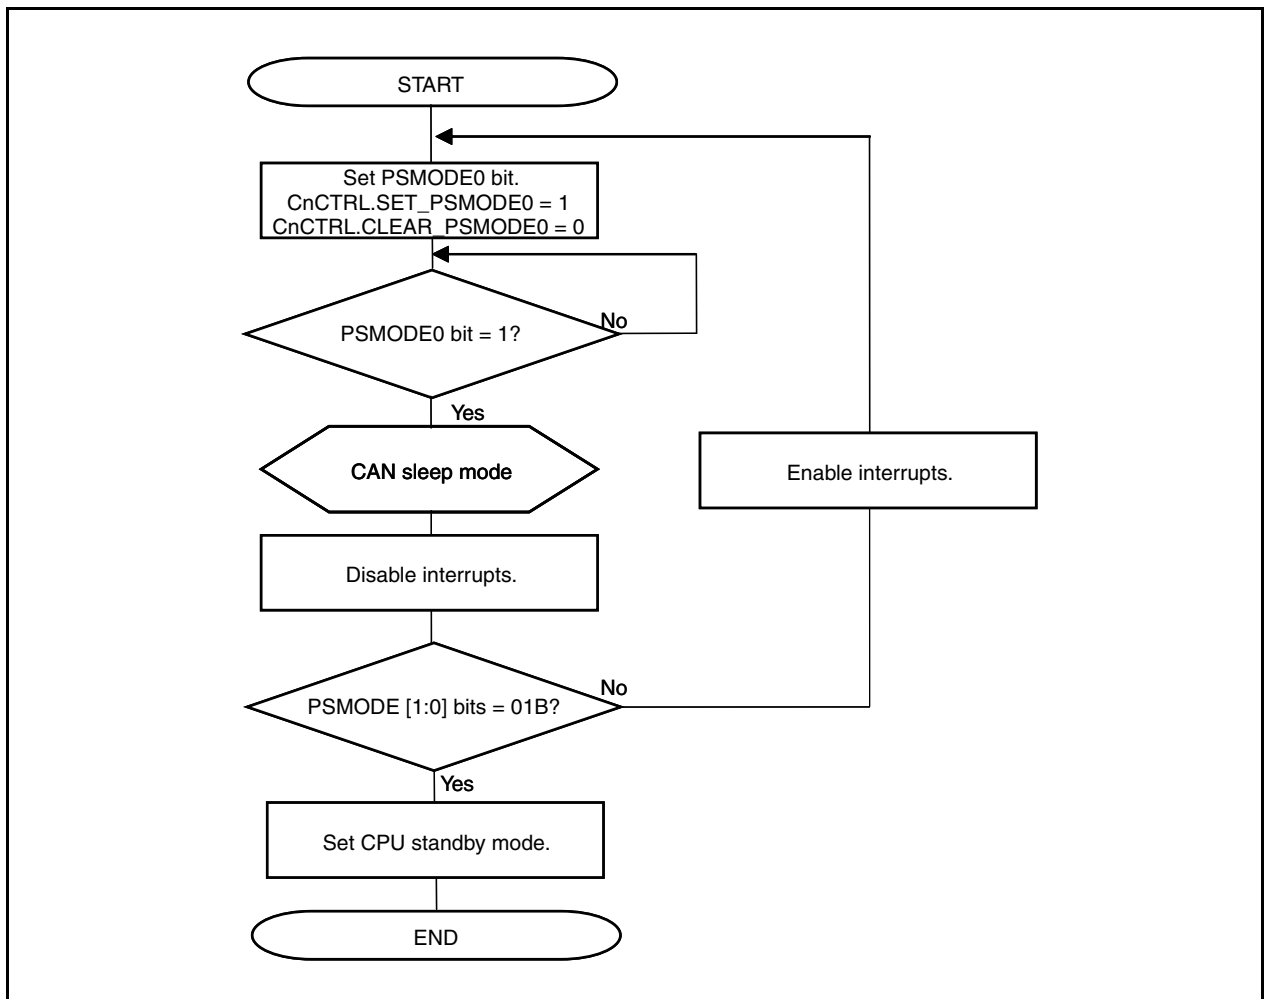 START
Set PSMODE0 bit.
CnCTRL.SET_PSMODE0 = 1
CnCTRL.CLEAR_PSMODE0 = 0
PSMODE0 bit = 1?
No
Yes
CAN sleep mode
Enable interrupts.
Disable interrupts.
PSMODE [1:0] bits = 01B?
No
Yes
Set CPU standby mode.
END